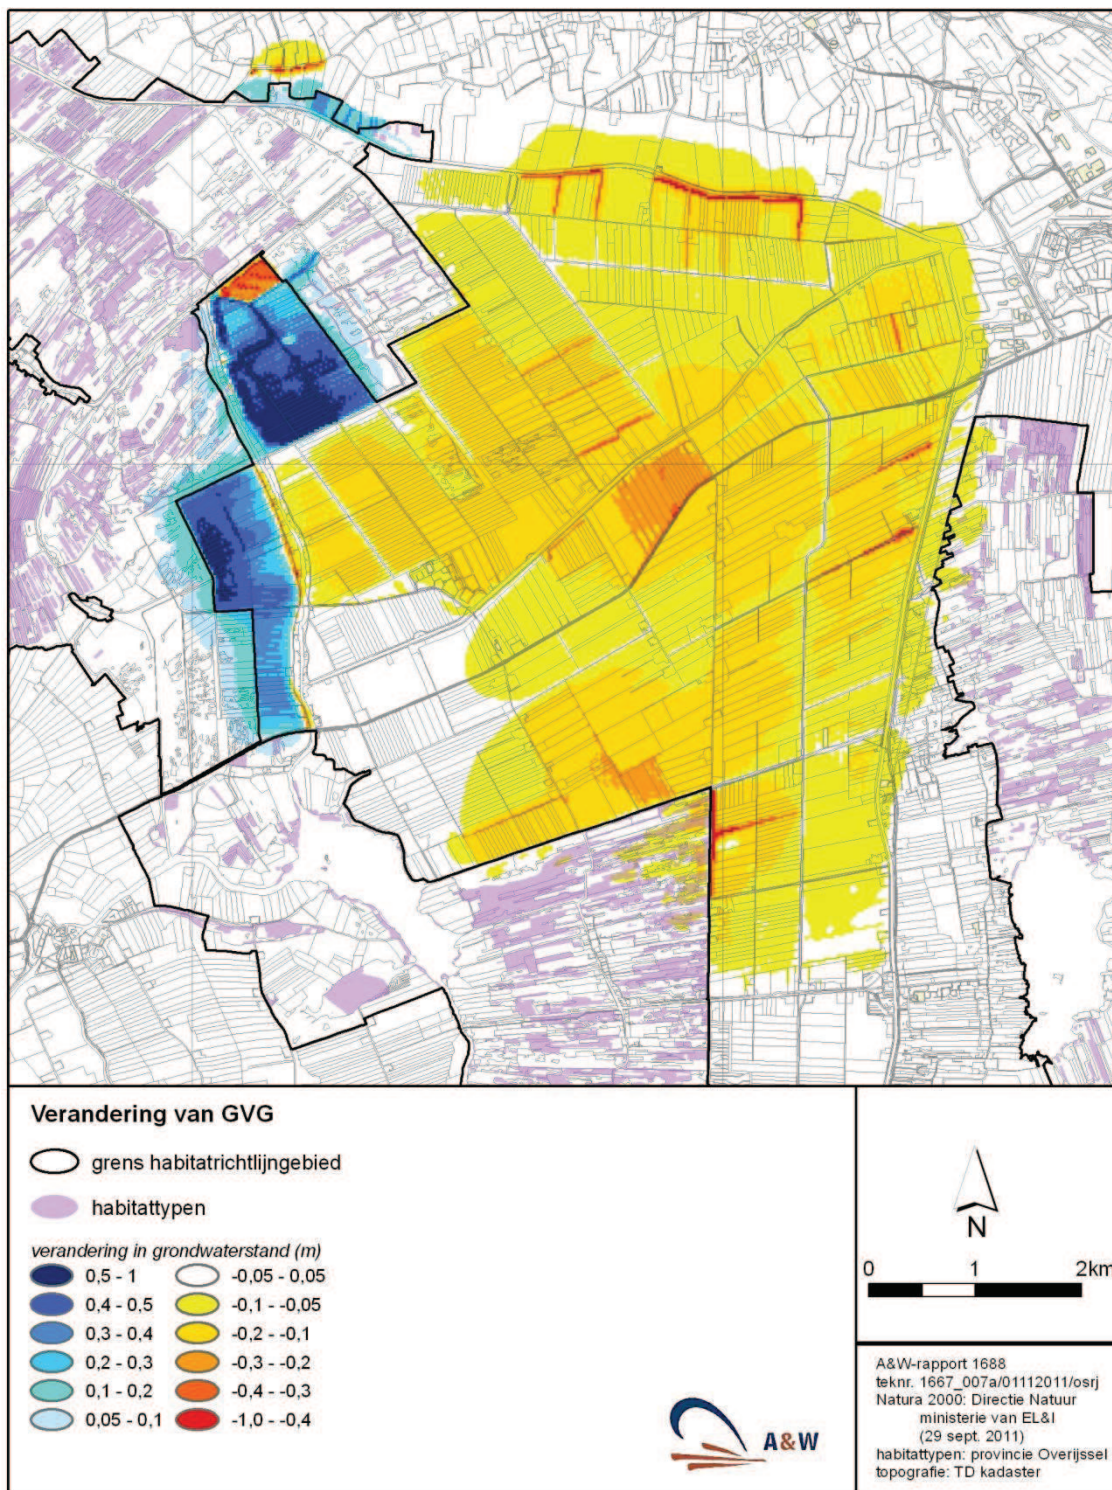 Verandering van GVG
grens habitatrichtlijngebied
habitattypen
verandering in grondwaterstand (m)
0,5 - 1
0,4 - 0,5
0,3 - 0,4
0,2 - 0,3
0,1 - 0,2
0,05 - 0,1
-0,05 - 0,05
-0,1 - -0,05
-0,2 - -0,1
-0,3 - -0,2
-0,4 - -0,3
-1,0 - -0,4
A&W
N
0 1 2km
A&W-rapport 1688
teknr. 1667_007a/01112011/osrj
Natura 2000: Directie Natuur
ministerie van EL&I
(29 sept. 2011)
habitattypen: provincie Overijssel
topografie: TD kadaster